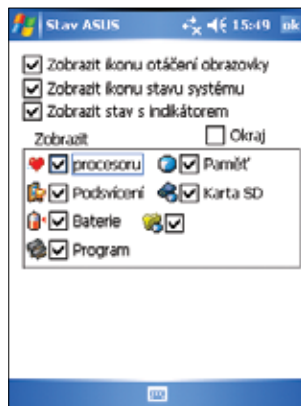 Stav ASUS 15:49 ok
Zobrazit ikonu otáčení obrazovky
Zobrazit ikonu stavu systému
Zobrazit stav s indikátorem
Zobrazit Okraj
procesoru Paměť
Podsvícení Karta SD
Baterie
Program